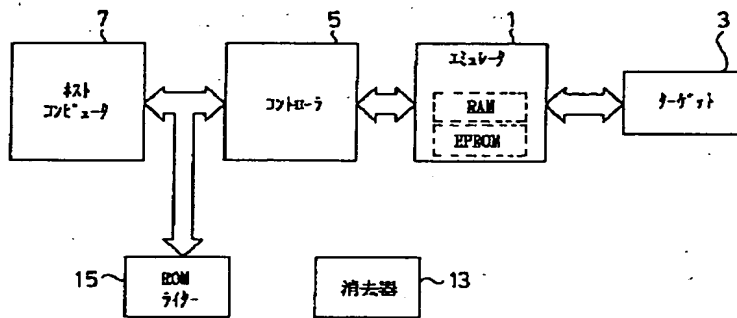 7
5
1
3
ホスト
コンピュータ
コントローラ
エミュレータ
RAM
EPROM
ターゲット
15
ROM
ライター
消去器
13